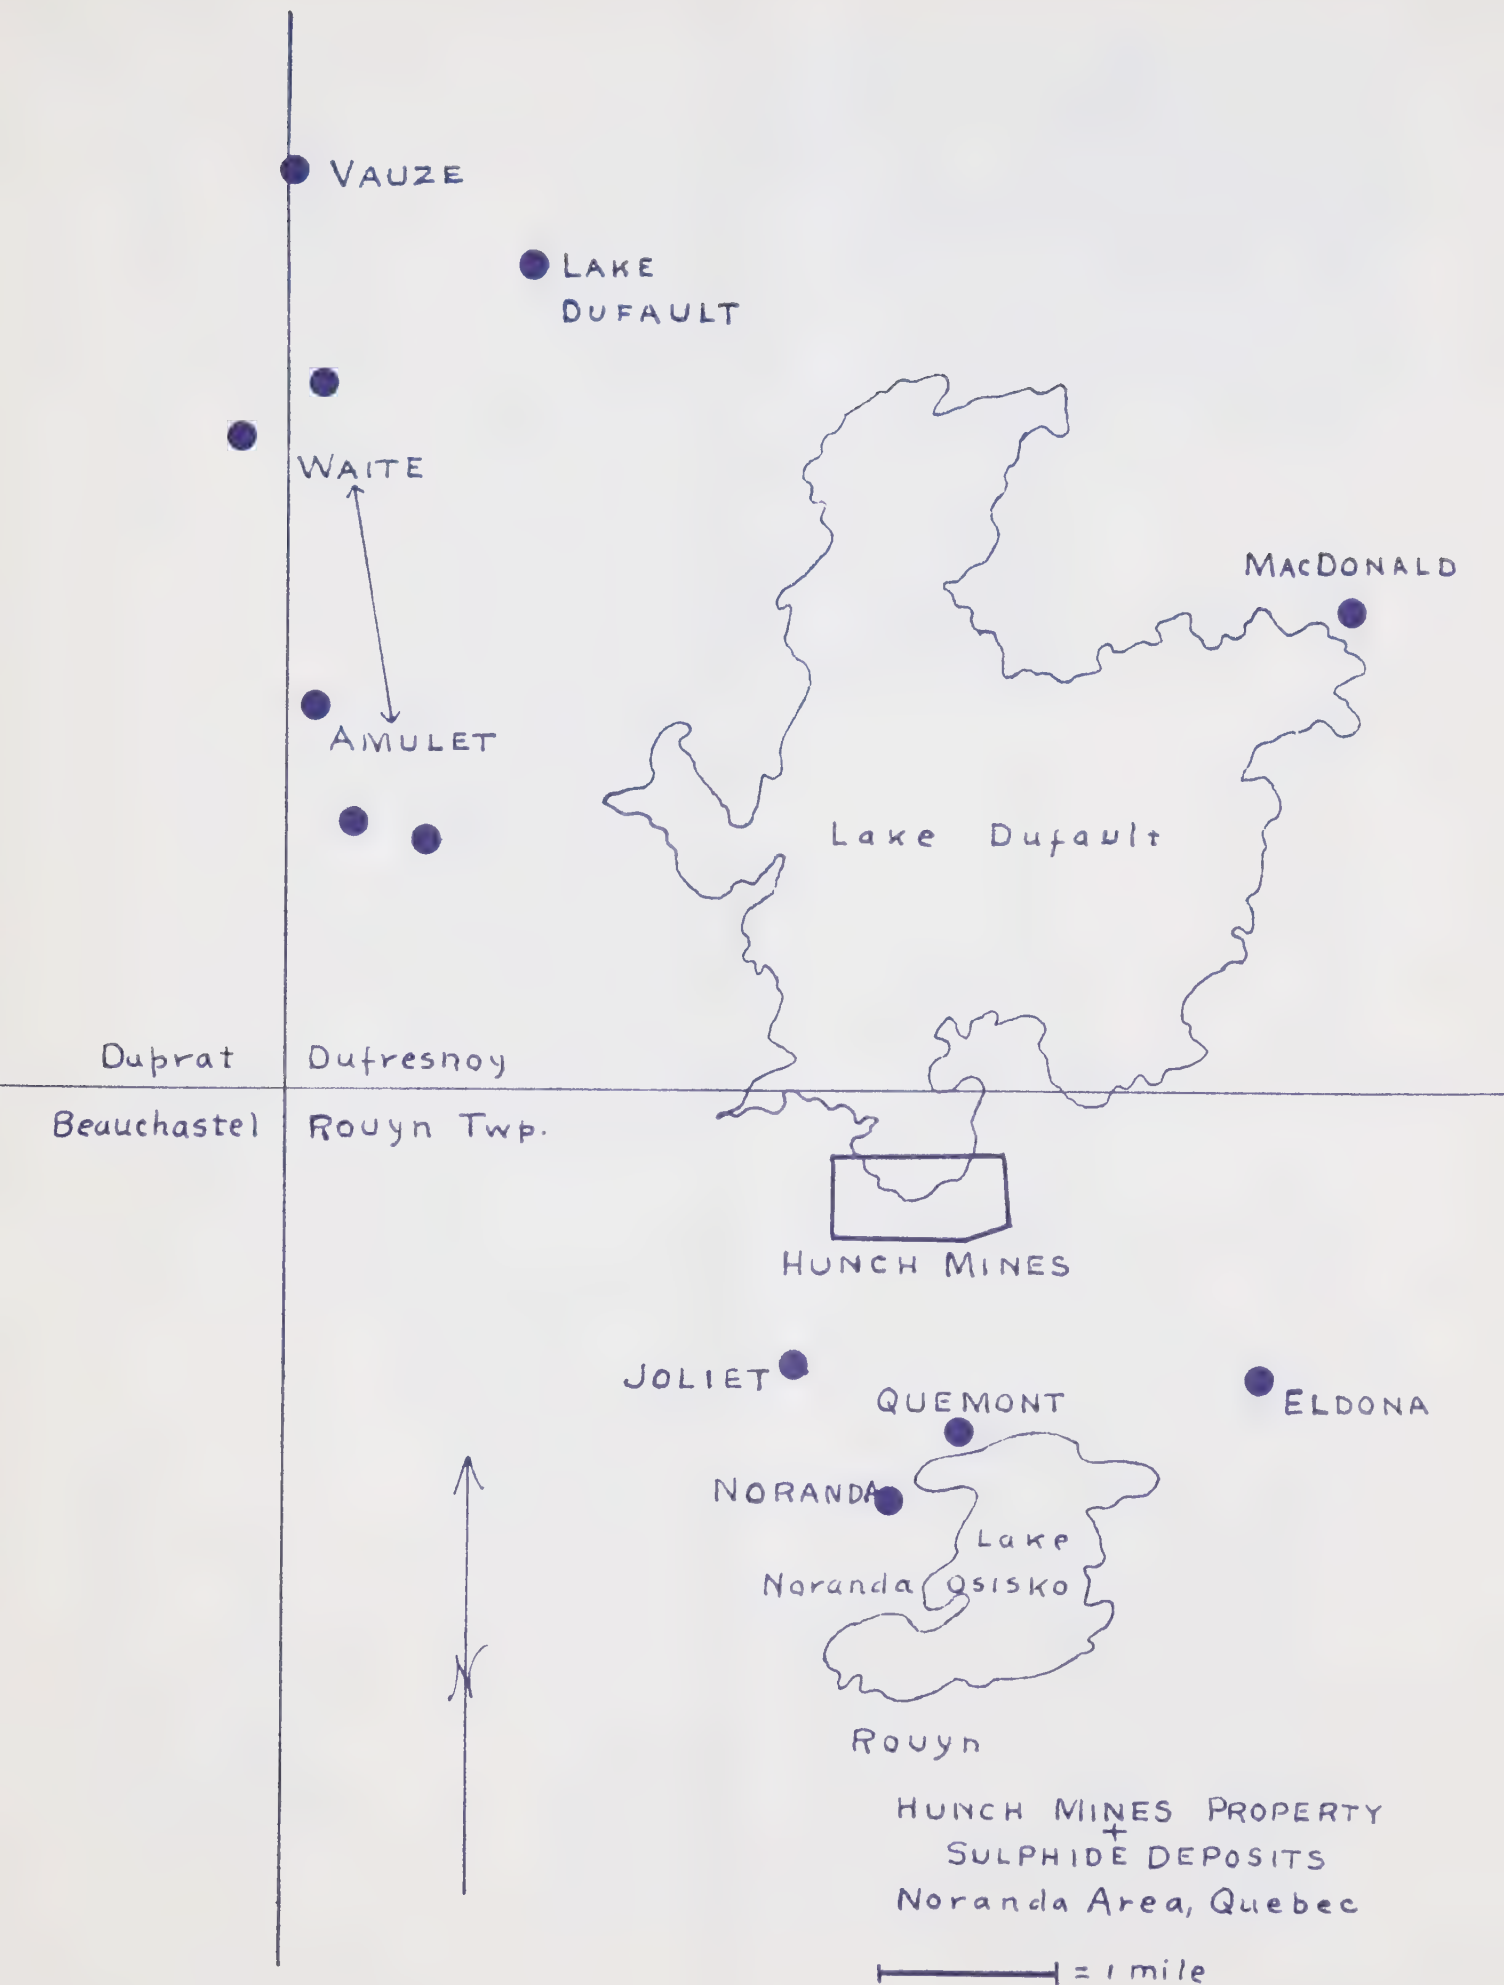 VAUZE
LAKE
DUFAULT
WAITE
MACDONALD
AMULET
Lake Dufault
Duprat Dufresnoy
Beauchastel Rouyn Twp.
HUNCH MINES
JOLIET
QUEMONT
ELDONA
NORANDA
Lake
Noranda Osisko
N
Rouyn
HUNCH MINES PROPERTY
+
SULPHIDE DEPOSITS
Noranda Area, Quebec
= 1 mile